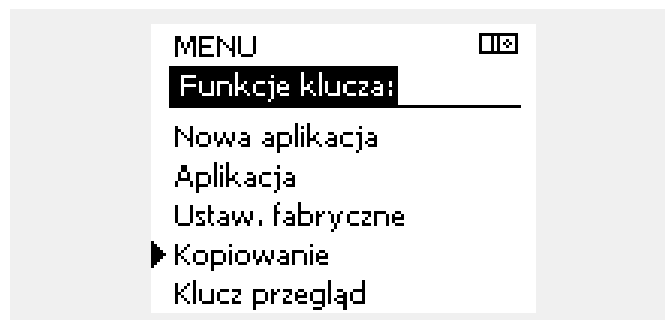 MENU
Funkcje klucza:
Nowa aplikacja
Aplikacja
Ustaw. fabryczne
Kopiowanie
Klucz przegląd